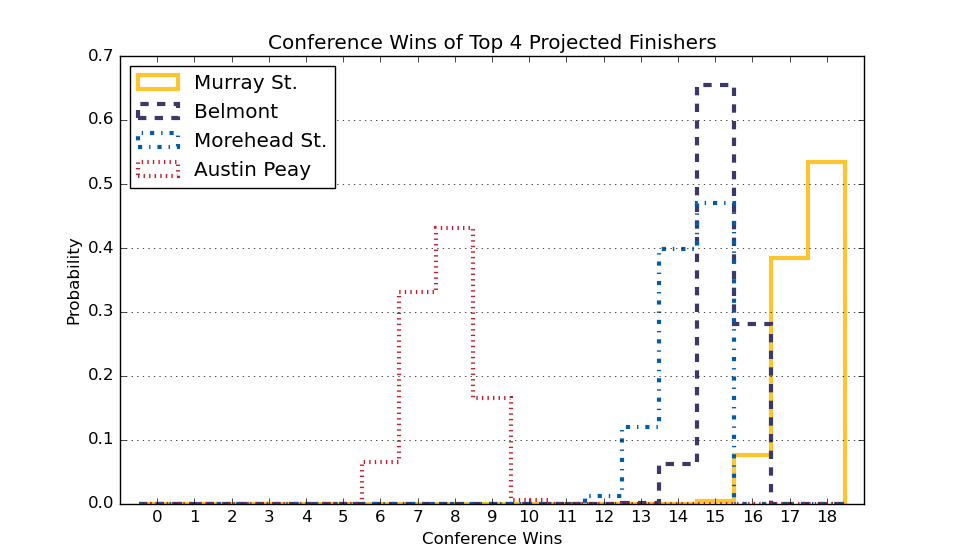 Conference Wins of Top 4 Projected Finishers
0.7
Murray St.
Belmont
Morehead St.
Austin Peay
0.6
0.5
0.4
0.3
0.2
0.1
0.0
Probability
0 1 2 3 4 5 6 7 8 9 10 11 12 13 14 15 16 17 18
Conference Wins